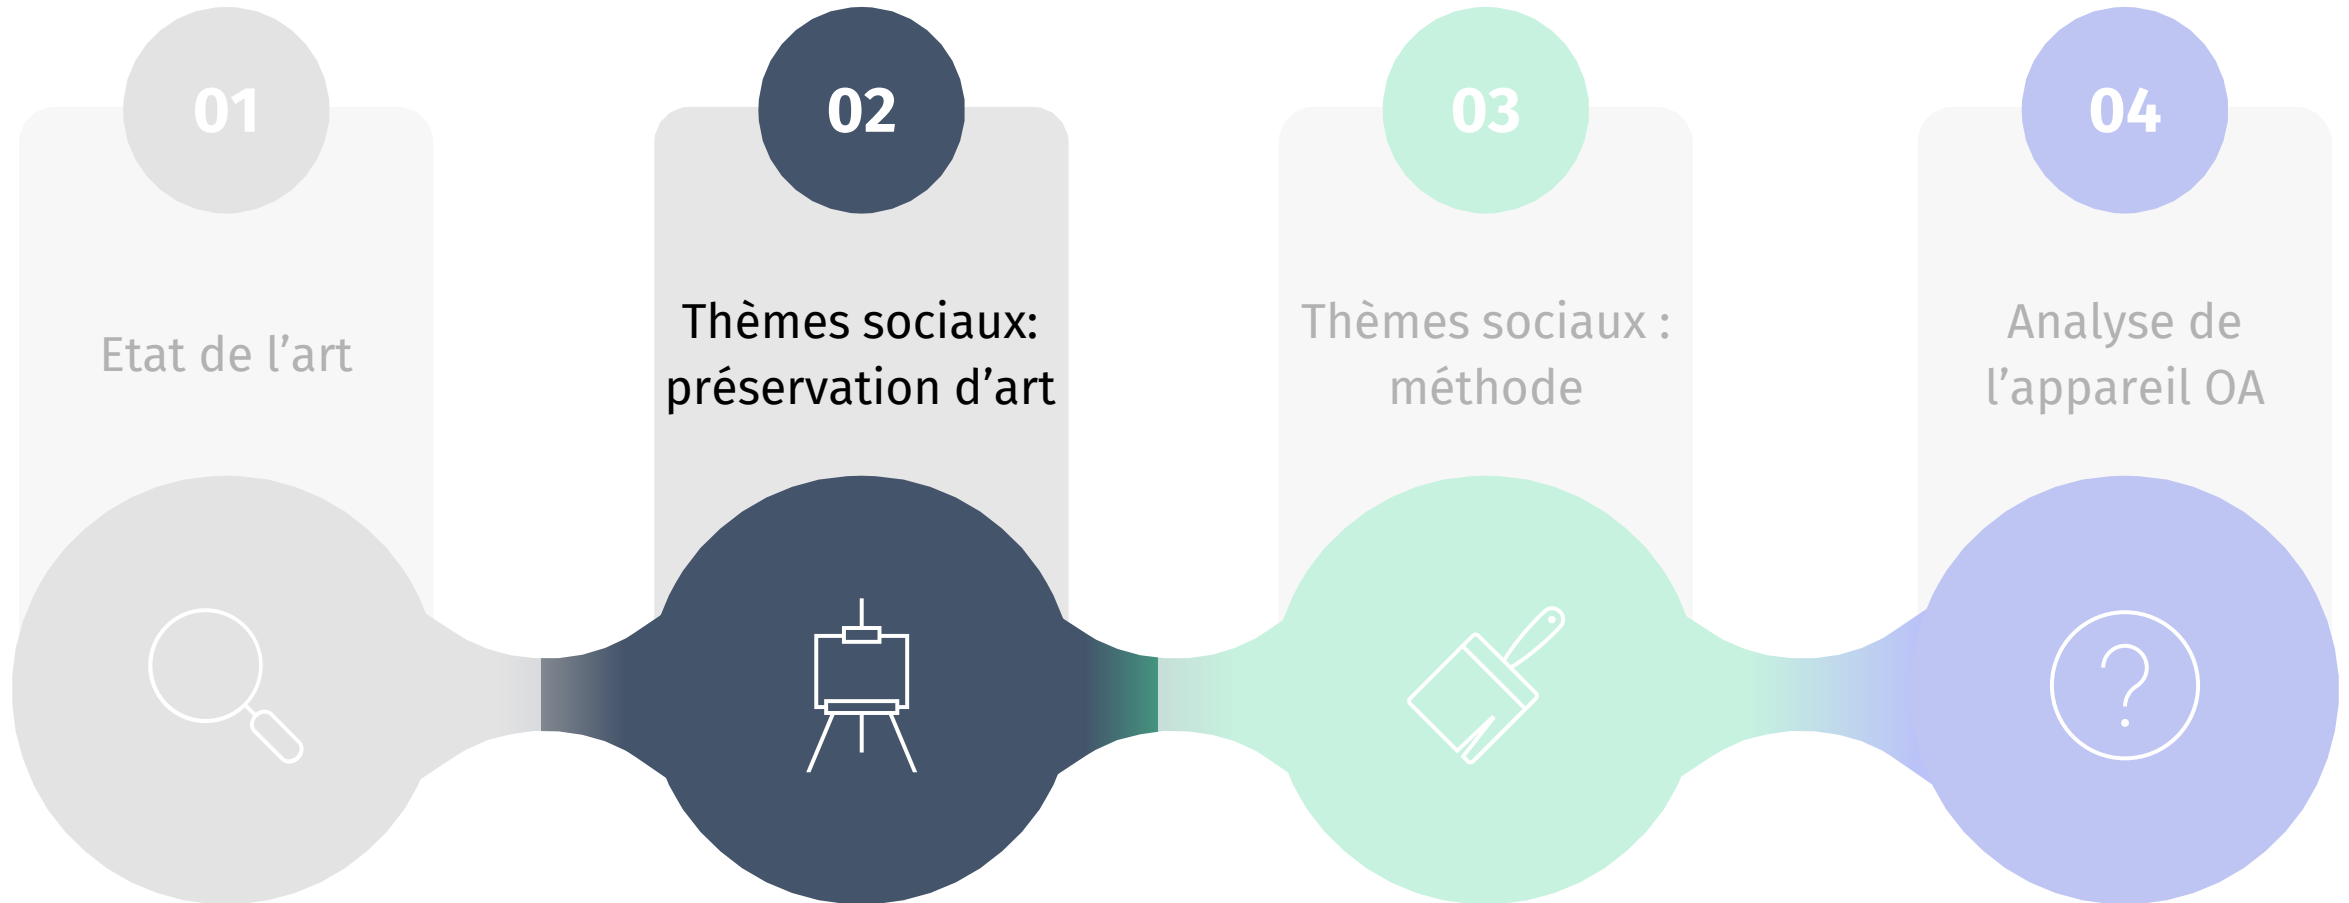 01
Etat de l’art
02
Thèmes sociaux:
préservation d’art
03
Thèmes sociaux :
méthode
04
Analyse de
l’appareil OA
?